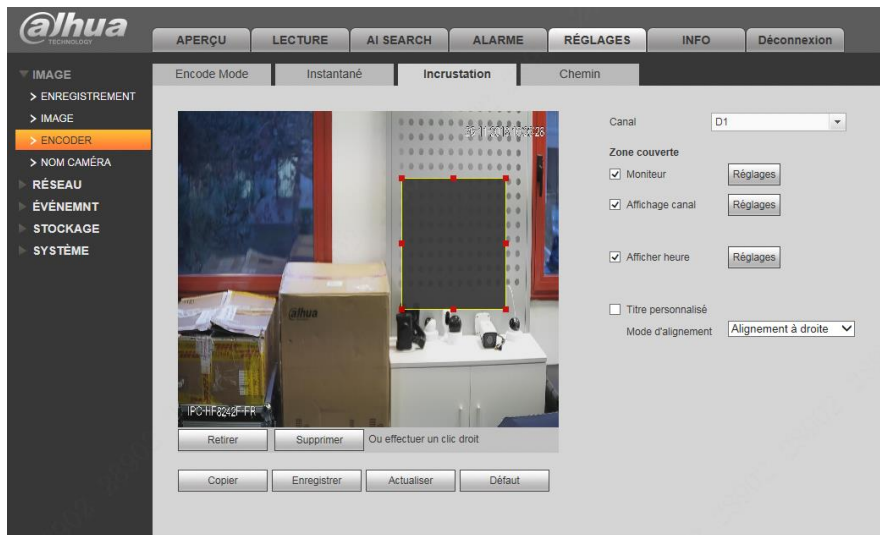 alhua
TECHNOLOGY
APERÇU LECTURE AI SEARCH ALARME RÉGLAGES INFO Déconnexion
IMAGE
Encode Mode Instantané Incrustation Chemin
> ENREGISTREMENT
> IMAGE
> ENCODER
> NOM CAMÉRA
RÉSEAU
ÉVÉNEMNT
STOCKAGE
SYSTÈME
alhua
IPC-HF8242F-FR
Canal D1
Zone couverte
Moniteur Réglages
Affichage canal Réglages
Afficher heure Réglages
Titre personnalisé
Mode d'alignement Alignement à droite
Retirer Supprimer Ou effectuer un clic droit
Copier Enregistrer Actualiser Défaut